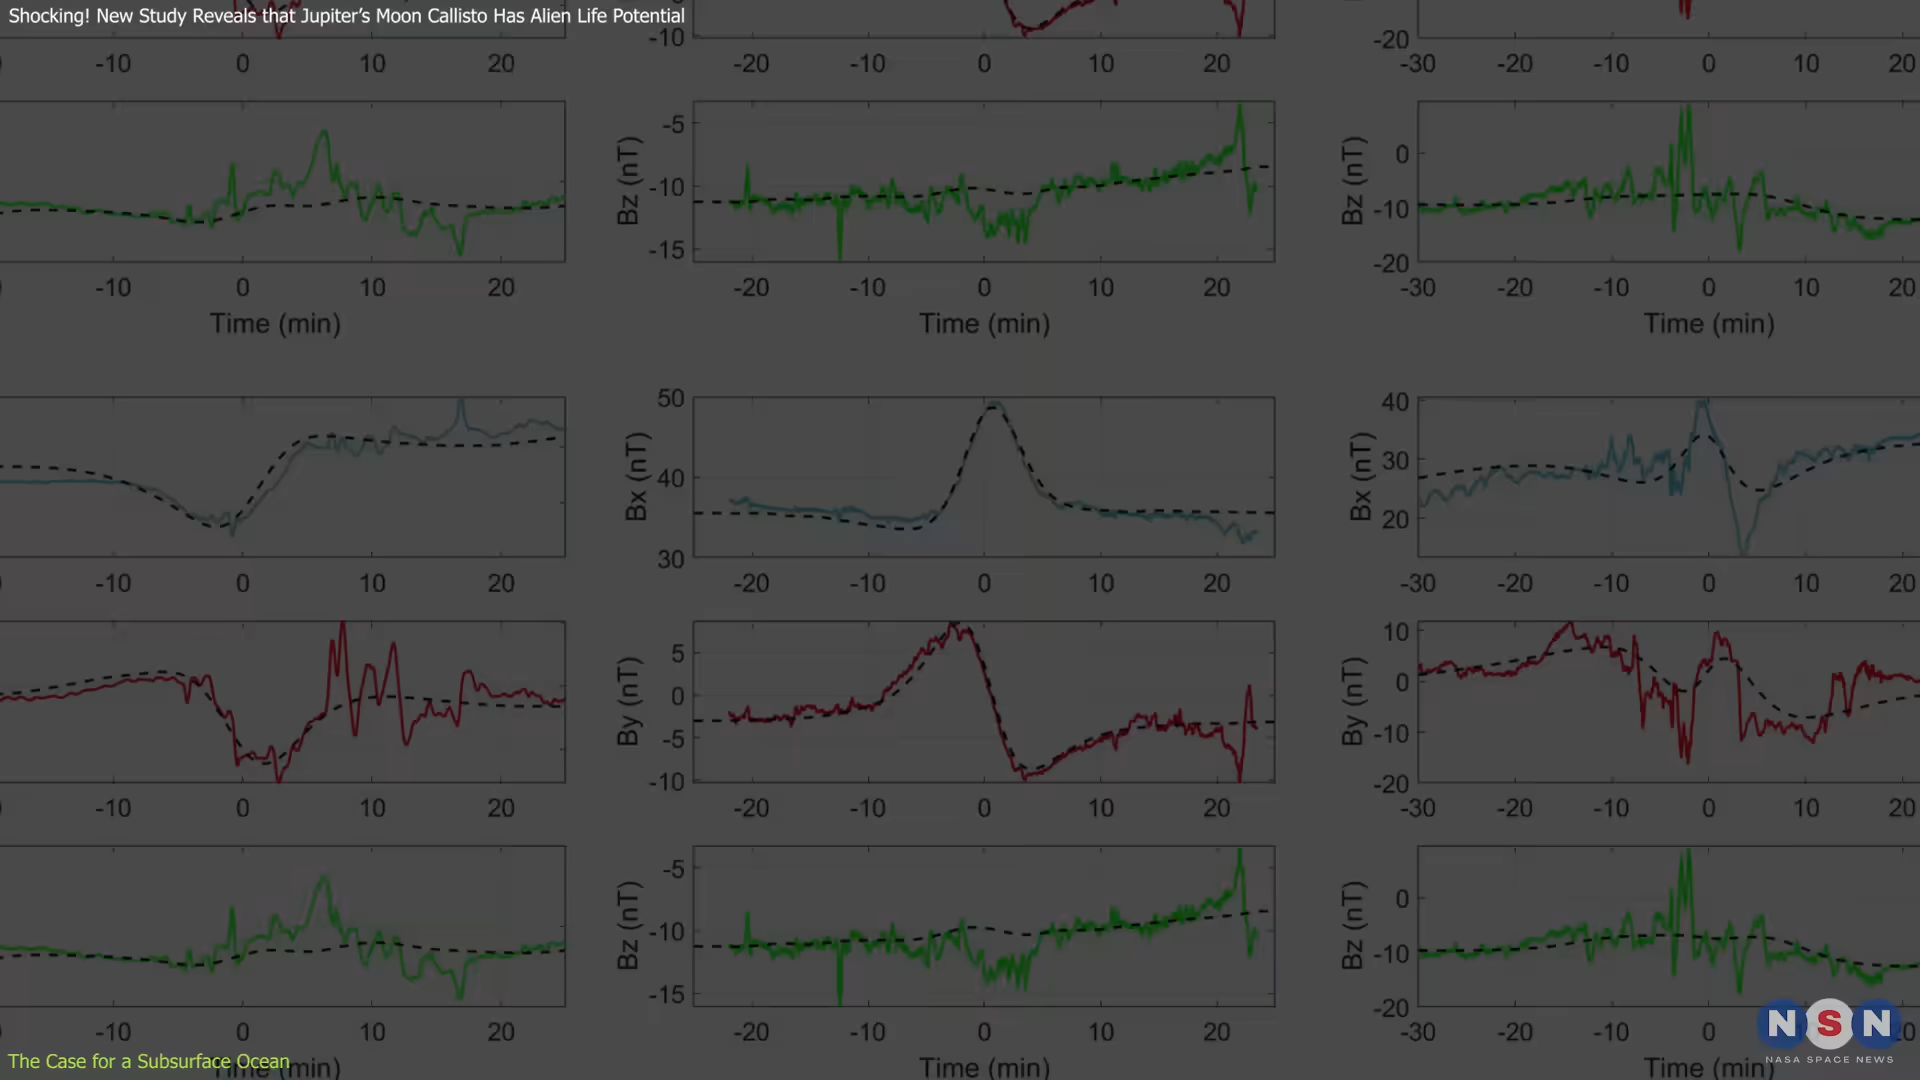 Shocking! New Study Reveals that Jupiter's Moon Callisto Has Alien Life Potential
-10
-20
-10 0 10 20
-20 -10 0 10 20
-30 -20 -10 0 10 20
Bz (nT)
-5
-10
-15
Bz (nT)
0
-10
-20
-10 0 10 20
-20 -10 0 10 20
-30 -20 -10 0 10 20
Time (min)
Time (min)
Time (min)
Bx (nT)
50
40
30
Bx (nT)
40
30
20
-10 0 10 20
-20 -10 0 10 20
-30 -20 -10 0 10 20
By (nT)
5
0
-5
-10
By (nT)
10
0
-10
-20
-10 0 10 20
-20 -10 0 10 20
-30 -20 -10 0 10 20
Bz (nT)
-5
-10
-15
Bz (nT)
0
-10
-20
-10 0 10 20
-20 -10 0 10 20
-30 -20 -10 0 10 20
Time (min)
Time (min)
Time (min)
The Case for a Subsurface Ocean
NSN
NASA SPACE NEWS